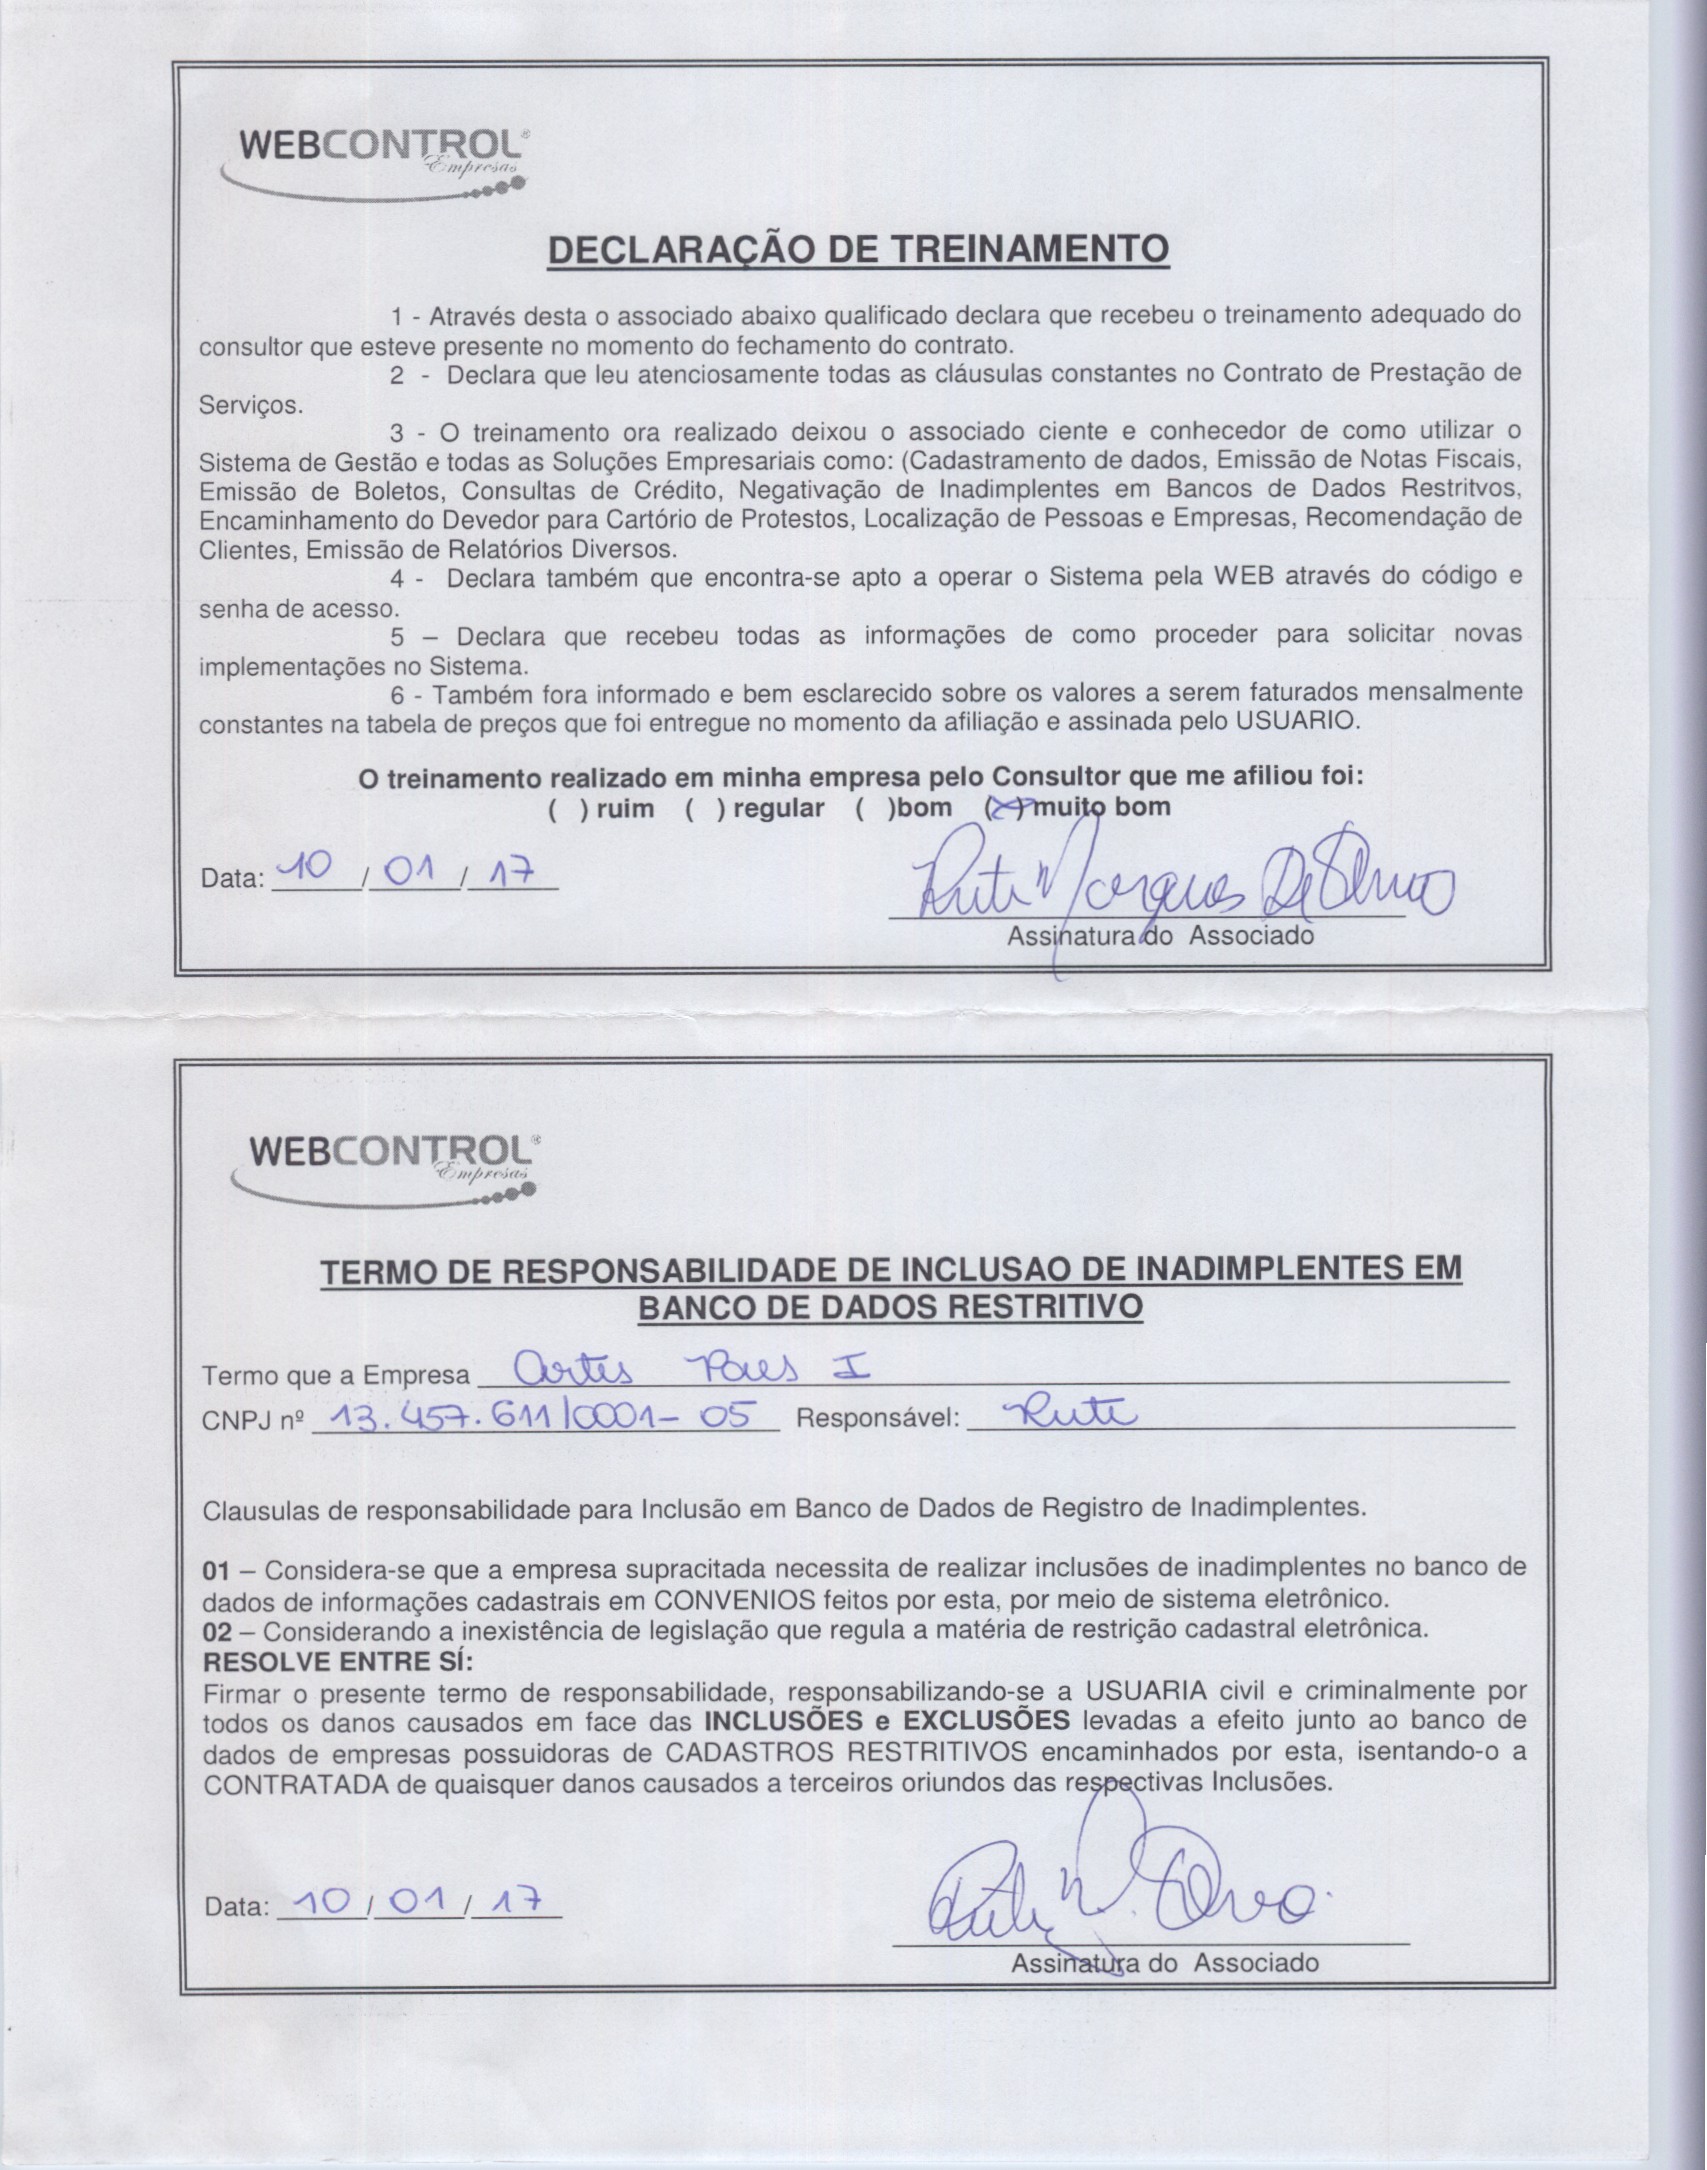 WEBCONTROL®
Empresas
DECLARAÇÃO DE TREINAMENTO
1 - Através desta o associado abaixo qualificado declara que recebeu o treinamento adequado do
consultor que esteve presente no momento do fechamento do contrato.
2 - Declara que leu atenciosamente todas as cláusulas constantes no Contrato de Prestação de
Serviços.
3 - O treinamento ora realizado deixou o associado ciente e conhecedor de como utilizar o
Sistema de Gestão e todas as Soluções Empresariais como: (Cadastramento de dados, Emissão de Notas Fiscais,
Emissão de Boletos, Consultas de Crédito, Negativação de Inadimplentes em Bancos de Dados Restritvos,
Encaminhamento do Devedor para Cartório de Protestos, Localização de Pessoas e Empresas, Recomendação de
Clientes, Emissão de Relatórios Diversos.
4 - Declara também que encontra-se apto a operar o Sistema pela WEB através do código e
senha de acesso.
5 – Declara que recebeu todas as informações de como proceder para solicitar novas
implementações no Sistema.
6 - Também fora informado e bem esclarecido sobre os valores a serem faturados mensalmente
constantes na tabela de preços que foi entregue no momento da afiliação e assinada pelo USUARIO.
O treinamento realizado em minha empresa pelo Consultor que me afiliou foi:
( ) ruim ( ) regular ( )bom (X)muito bom
Data: 10 / 01 / 17 Rute Marques Da Silva
Assinatura do Associado
WEBCONTROL®
Empresas
TERMO DE RESPONSABILIDADE DE INCLUSAO DE INADIMPLENTES EM
BANCO DE DADOS RESTRITIVO
Termo que a Empresa Artes Paes I
CNPJ nº 13.457.611/0001-05 Responsável: Rute
Clausulas de responsabilidade para Inclusão em Banco de Dados de Registro de Inadimplentes.
01 – Considera-se que a empresa supracitada necessita de realizar inclusões de inadimplentes no banco de
dados de informações cadastrais em CONVENIOS feitos por esta, por meio de sistema eletrônico.
02 – Considerando a inexistência de legislação que regula a matéria de restrição cadastral eletrônica.
RESOLVE ENTRE SÍ:
Firmar o presente termo de responsabilidade, responsabilizando-se a USUARIA civil e criminalmente por
todos os danos causados em face das INCLUSÕES e EXCLUSÕES levadas a efeito junto ao banco de
dados de empresas possuidoras de CADASTROS RESTRITIVOS encaminhados por esta, isentando-o a
CONTRATADA de quaisquer danos causados a terceiros oriundos das respectivas Inclusões.
Data: 10 / 01 / 17 Rute M. Silva
Assinatura do Associado